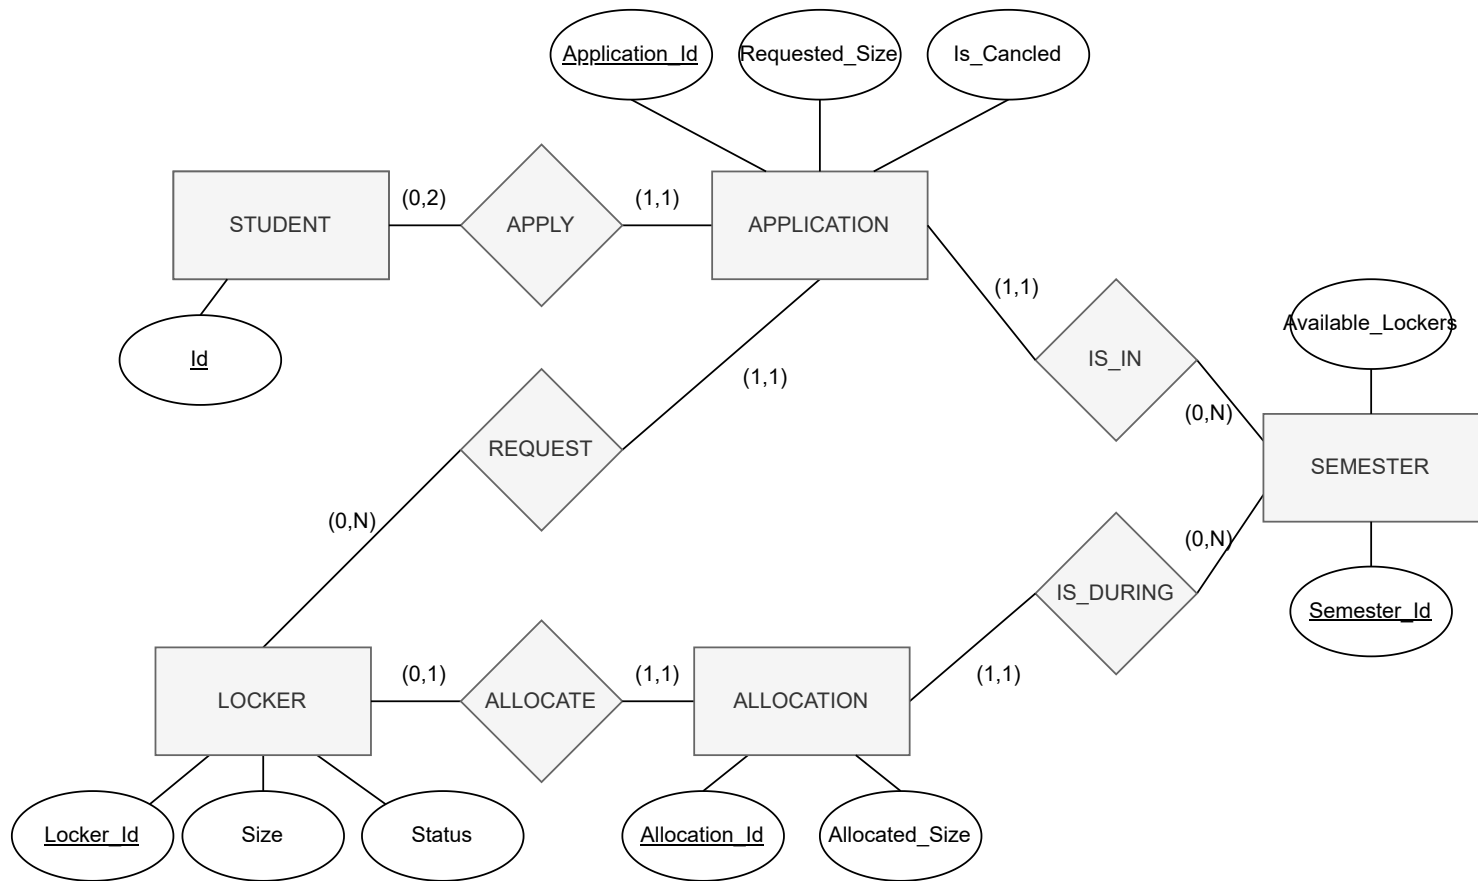 Application_Id
Requested_Size
Is_Cancled
STUDENT
(0,2)
APPLY
(1,1)
APPLICATION
(1,1)
Available_Lockers
Id
IS_IN
(1,1)
(0,N)
REQUEST
SEMESTER
(0,N)
(0,N)
IS_DURING
Semester_Id
LOCKER
(0,1)
ALLOCATE
(1,1)
ALLOCATION
(1,1)
Locker_Id
Size
Status
Allocation_Id
Allocated_Size